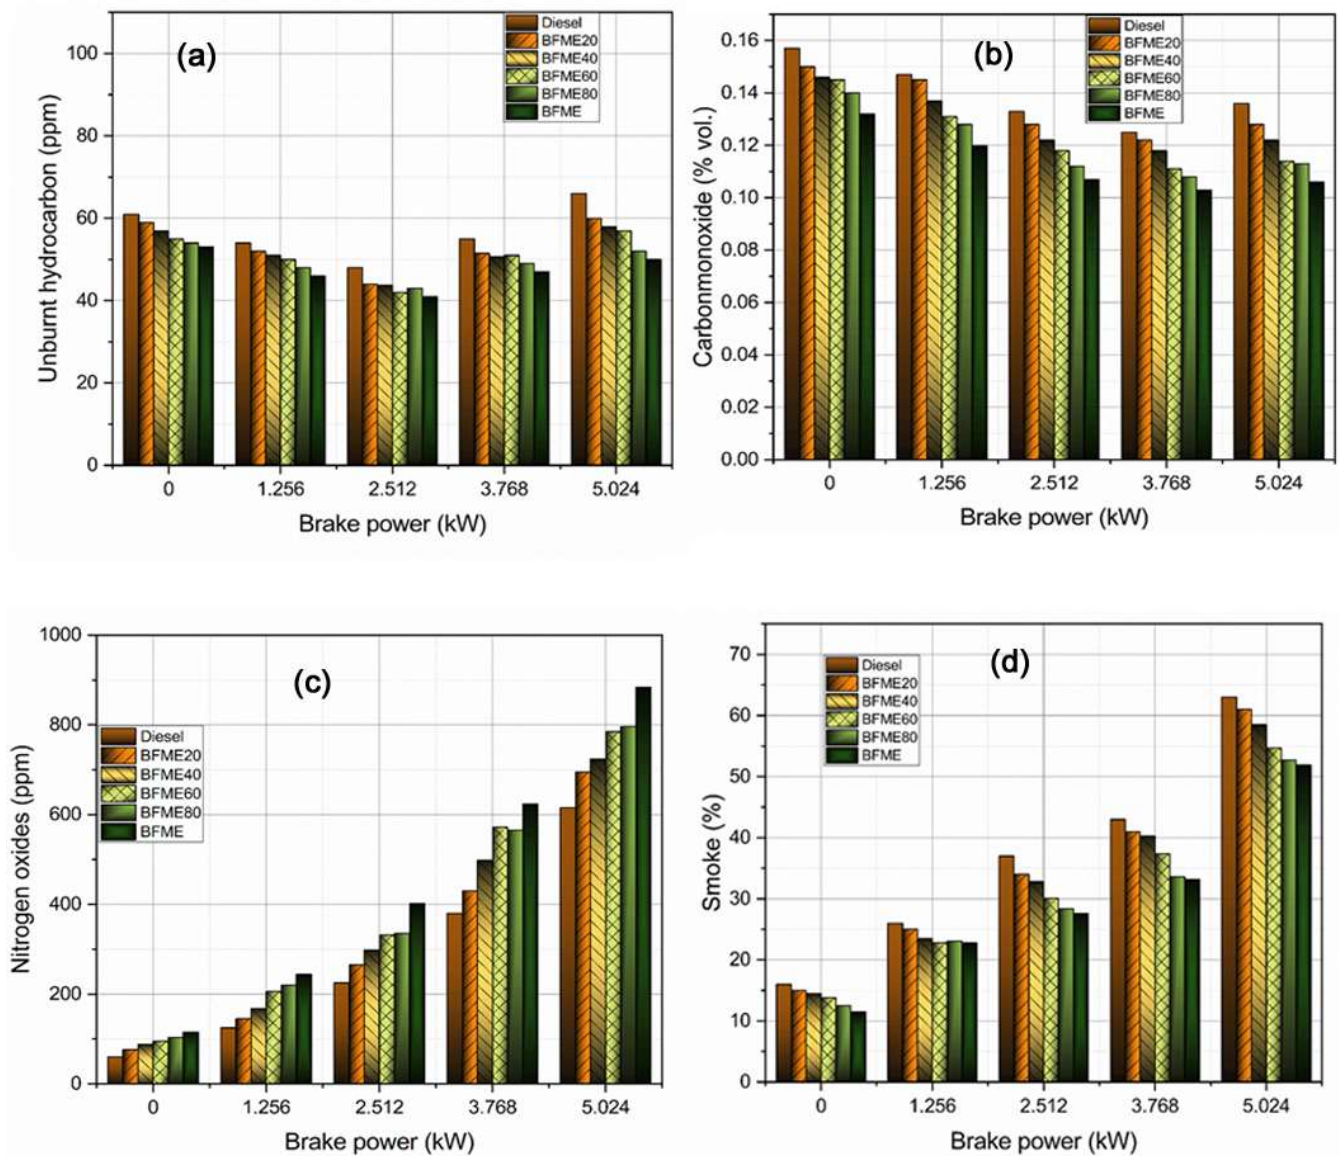 (a)
Diesel
BFME20
BFME40
BFME60
BFME80
BFME
100
80
60
40
20
0
Unburnt hydrocarbon (ppm)
0 1.256 2.512 3.768 5.024
Brake power (kW)
(b)
Diesel
BFME20
BFME40
BFME60
BFME80
BFME
0.16
0.14
0.12
0.10
0.08
0.06
0.04
0.02
0.00
Carbonmonoxide (% vol.)
0 1.256 2.512 3.768 5.024
Brake power (kW)
(c)
Diesel
BFME20
BFME40
BFME60
BFME80
BFME
1000
800
600
400
200
0
Nitrogen oxides (ppm)
0 1.256 2.512 3.768 5.024
Brake power (kW)
(d)
Diesel
BFME20
BFME40
BFME60
BFME80
BFME
70
60
50
40
30
20
10
0
Smoke (%)
0 1.256 2.512 3.768 5.024
Brake power (kW)